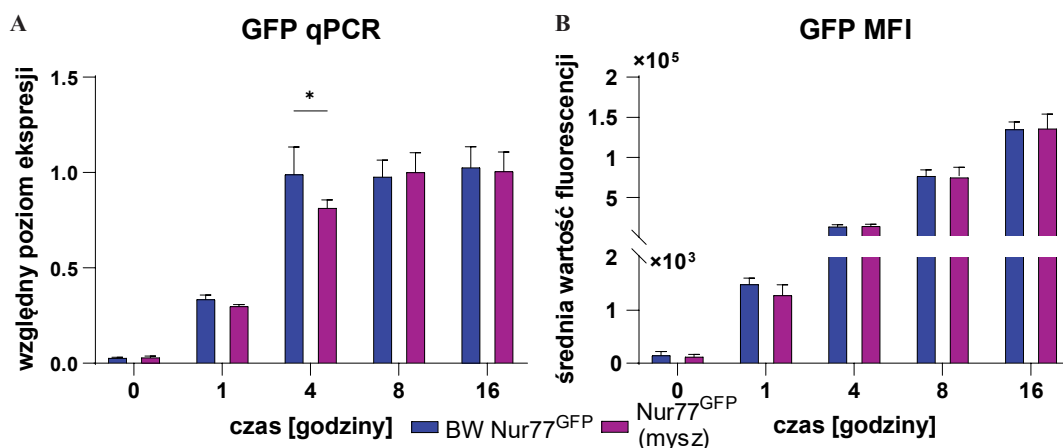 A
GFP qPCR
względny poziom ekspresji
1.5
1.0
0.5
0.0
*
0 1 4 8 16
czas [godziny]
B
GFP MFI
średnia wartość fluorescencji
×10⁵
2
1.5
1
5
2
×10³
1
0
0 1 4 8 16
czas [godziny]
BW Nur77ᴳᶠᴾ
Nur77ᴳᶠᴾ
(mysz)